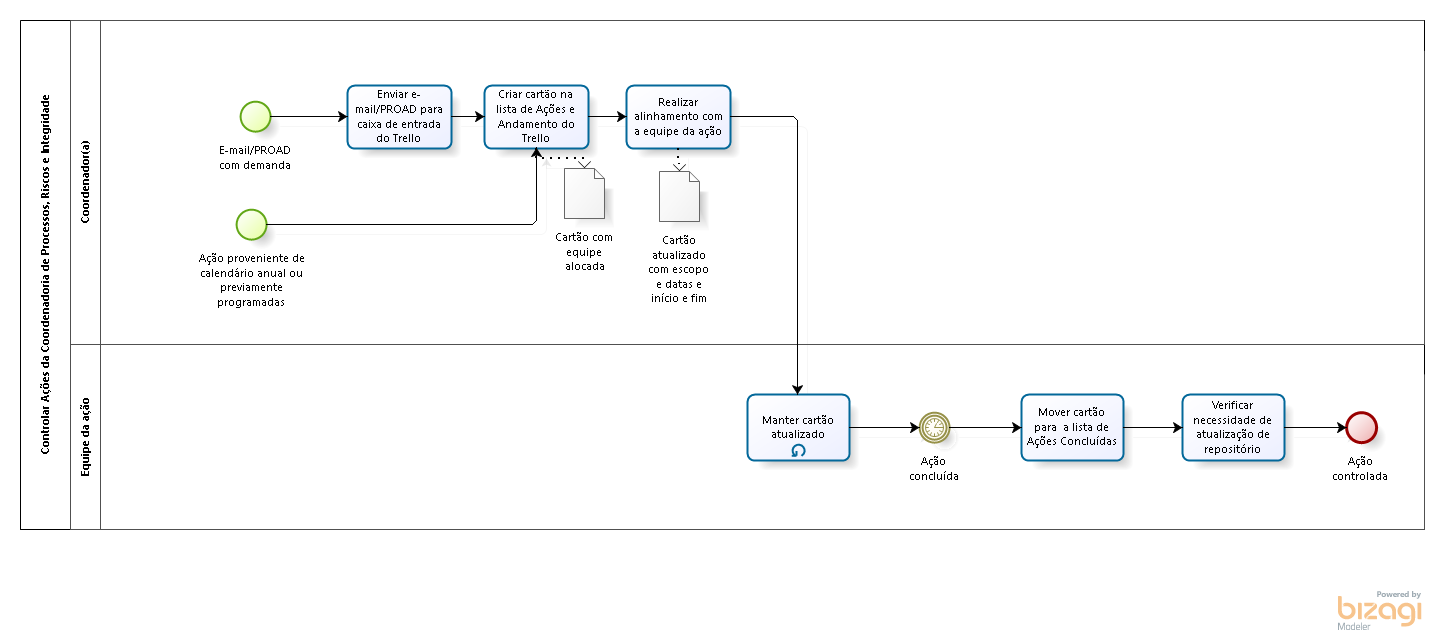 Controlar Ações da Coordenadoria de Processos, Riscos e Integridade
Coordenador(a)
E-mail/PROAD
com demanda
Enviar e-
mail/PROAD para
caixa de entrada
do Trello
Criar cartão na
lista de Ações e
Andamento do
Trello
Realizar
alinhamento com
a equipe da ação
Ação proveniente de
calendário anual ou
previamente
programadas
Cartão com
equipe
alocada
Cartão
atualizado
com escopo
e datas e
início e fim
Equipe da ação
Manter cartão
atualizado
Ação
concluída
Mover cartão
para a lista de
Ações Concluídas
Verificar
necessidade de
atualização de
repositório
Ação
controlada
Powered by
bizagi
Modeler